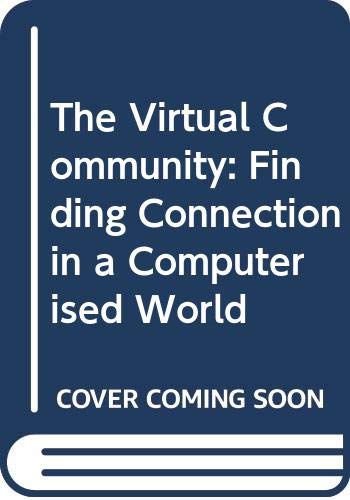 The Virtual C
ommunity: Fin
ding Connection
in a Computer
ised World
COVER COMING SOON